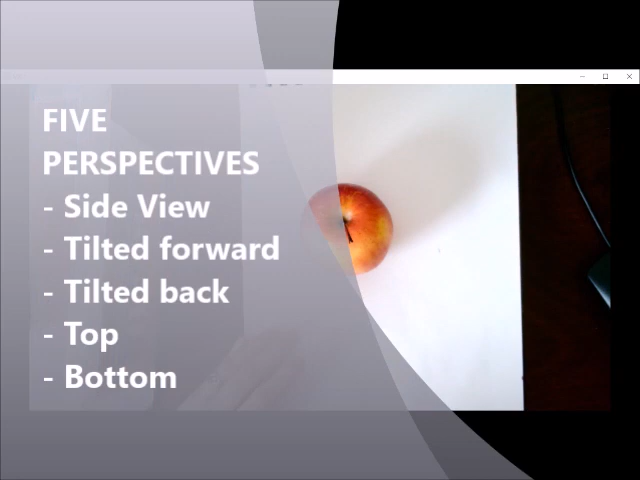 FIVE
PERSPECTIVES
- Side View
- Tilted forward
- Tilted back
- Top
- Bottom